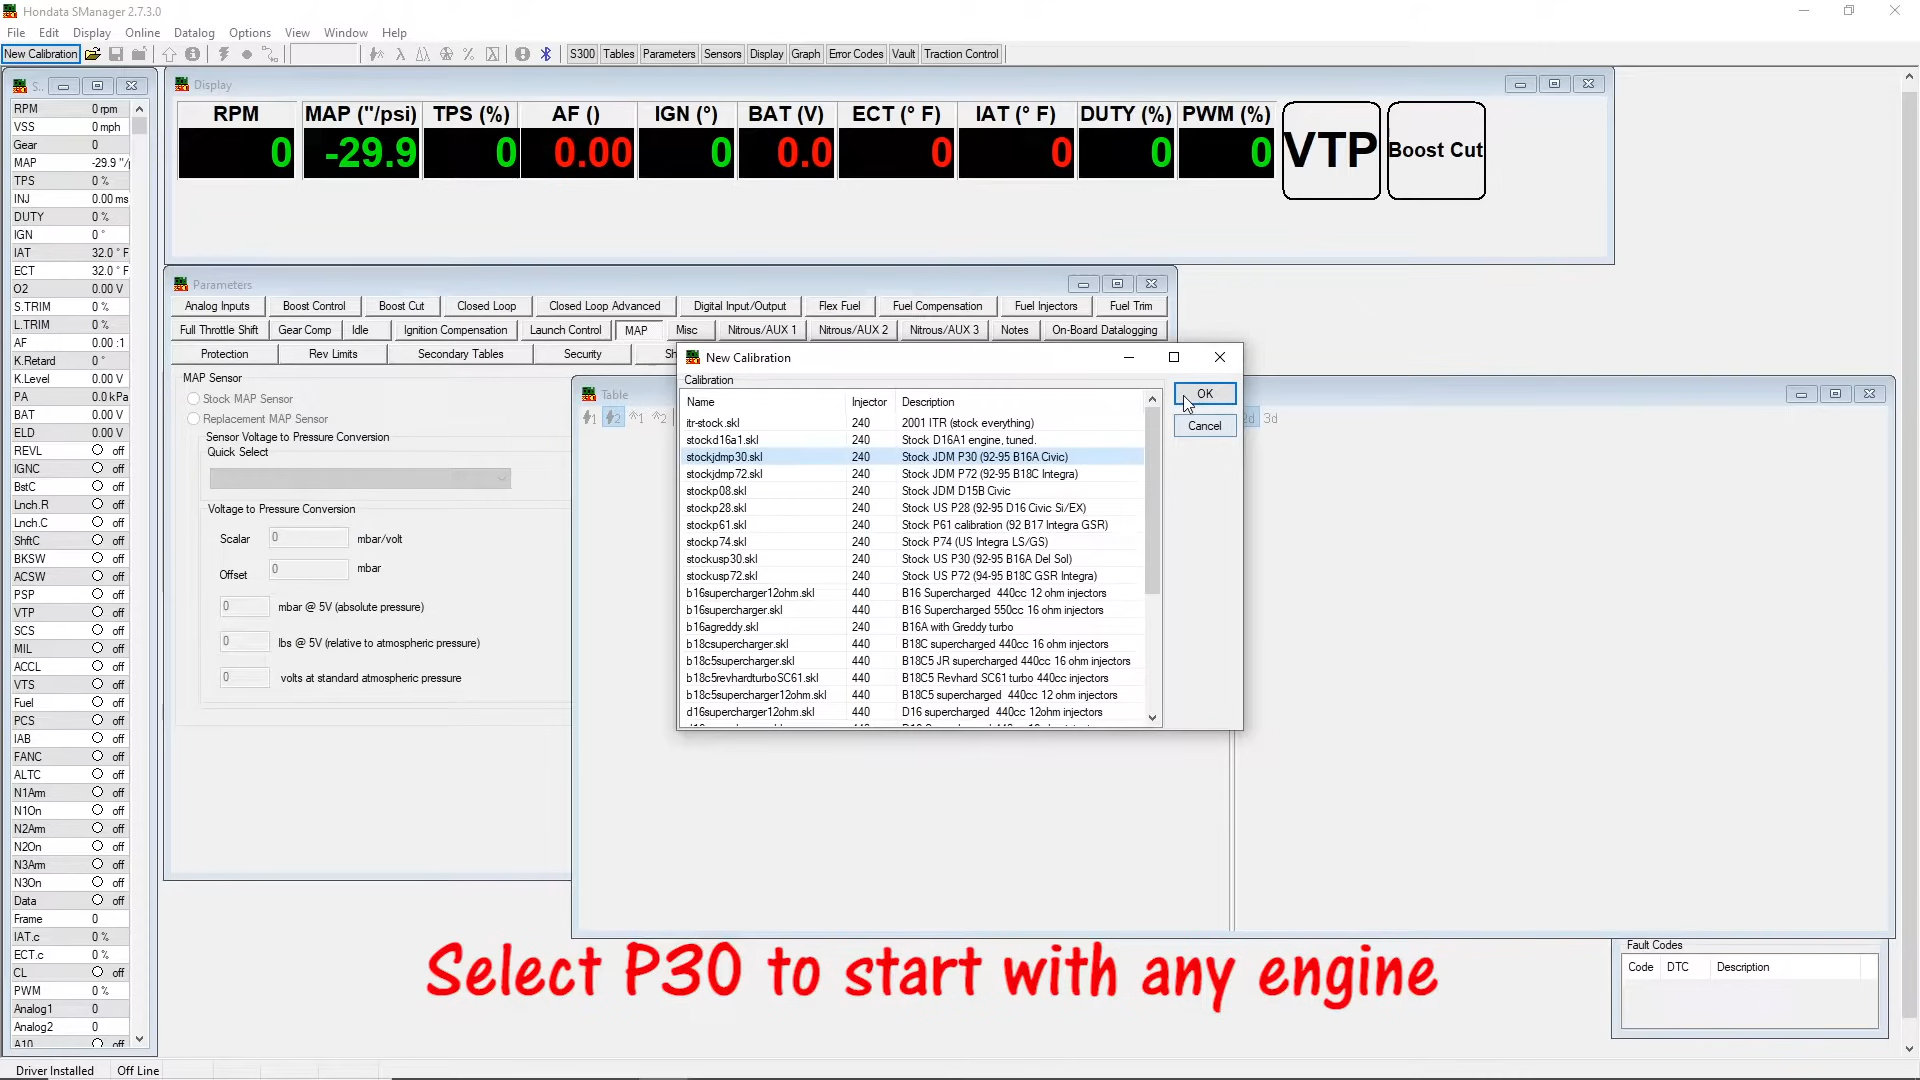 Hondata SManager 2.7.3.0
File Edit Display Online Datalog Options View Window Help
New Calibration S300 Tables Parameters Sensors Display Graph Error Codes Vault Traction Control
S..
Display
RPM MAP ("/psi) TPS (%) AF () IGN (°) BAT (V) ECT (° F) IAT (° F) DUTY (%) PWM (%)
0 -29.9 0 0.00 0 0.0 0 0 0 0
VTP
Boost Cut
RPM 0 rpm
VSS 0 mph
Gear 0
MAP -29.9 "/
TPS 0 %
INJ 0.00 ms
DUTY 0 %
IGN 0 °
IAT 32.0 ° F
ECT 32.0 ° F
O2 0.00 V
S.TRIM 0 %
L.TRIM 0 %
AF 0.00 :1
K.Retard 0 °
K.Level 0.00 V
PA 0.0 kPa
BAT 0.00 V
ELD 0.00 V
REVL off
IGNC off
BstC off
Lnch.R off
Lnch.C off
ShftC off
BKSW off
ACSW off
PSP off
VTP off
SCS off
MIL off
ACCL off
VTS off
Fuel off
PCS off
IAB off
FANC off
ALTC off
N1Arm off
N1On off
N2Arm off
N2On off
N3Arm off
N3On off
Data off
Frame 0
IAT.c 0 %
ECT.c 0 %
CL off
PWM 0 %
Analog1 0
Analog2 0
A10 off
Parameters
Analog Inputs Boost Control Boost Cut Closed Loop Closed Loop Advanced Digital Input/Output Flex Fuel Fuel Compensation Fuel Injectors Fuel Trim
Full Throttle Shift Gear Comp Idle Ignition Compensation Launch Control MAP Misc Nitrous/AUX 1 Nitrous/AUX 2 Nitrous/AUX 3 Notes On-Board Datalogging
Protection Rev Limits Secondary Tables Security Sh
MAP Sensor
Stock MAP Sensor
Replacement MAP Sensor
Sensor Voltage to Pressure Conversion
Quick Select
Voltage to Pressure Conversion
Scalar 0 mbar/volt
Offset 0 mbar
0 mbar @ 5V (absolute pressure)
0 lbs @ 5V (relative to atmospheric pressure)
0 volts at standard atmospheric pressure
Table
1 2 1 2
2d 3d
New Calibration
Calibration
Name Injector Description
itr-stock.skl 240 2001 ITR (stock everything)
stockd16a1.skl 240 Stock D16A1 engine, tuned.
stockjdmp30.skl 240 Stock JDM P30 (92-95 B16A Civic)
stockjdmp72.skl 240 Stock JDM P72 (92-95 B18C Integra)
stockp08.skl 240 Stock JDM D15B Civic
stockp28.skl 240 Stock US P28 (92-95 D16 Civic Si/EX)
stockp61.skl 240 Stock P61 calibration (92 B17 Integra GSR)
stockp74.skl 240 Stock P74 (US Integra LS/GS)
stockusp30.skl 240 Stock US P30 (92-95 B16A Del Sol)
stockusp72.skl 240 Stock US P72 (94-95 B18C GSR Integra)
b16supercharger12ohm.skl 440 B16 Supercharged 440cc 12 ohm injectors
b16supercharger.skl 440 B16 Supercharged 550cc 16 ohm injectors
b16agreddy.skl 240 B16A with Greddy turbo
b18csupercharger.skl 440 B18C supercharged 440cc 16 ohm injectors
b18c5supercharger.skl 440 B18C5 JR supercharged 440cc 16 ohm injectors
b18c5revhardturboSC61.skl 440 B18C5 Revhard SC61 turbo 440cc injectors
b18c5supercharger12ohm.skl 440 B18C5 supercharged 440cc 12 ohm injectors
d16supercharger12ohm.skl 440 D16 supercharged 440cc 12ohm injectors
OK
Cancel
Fault Codes
Code DTC Description
Select P30 to start with any engine
Driver Installed Off Line